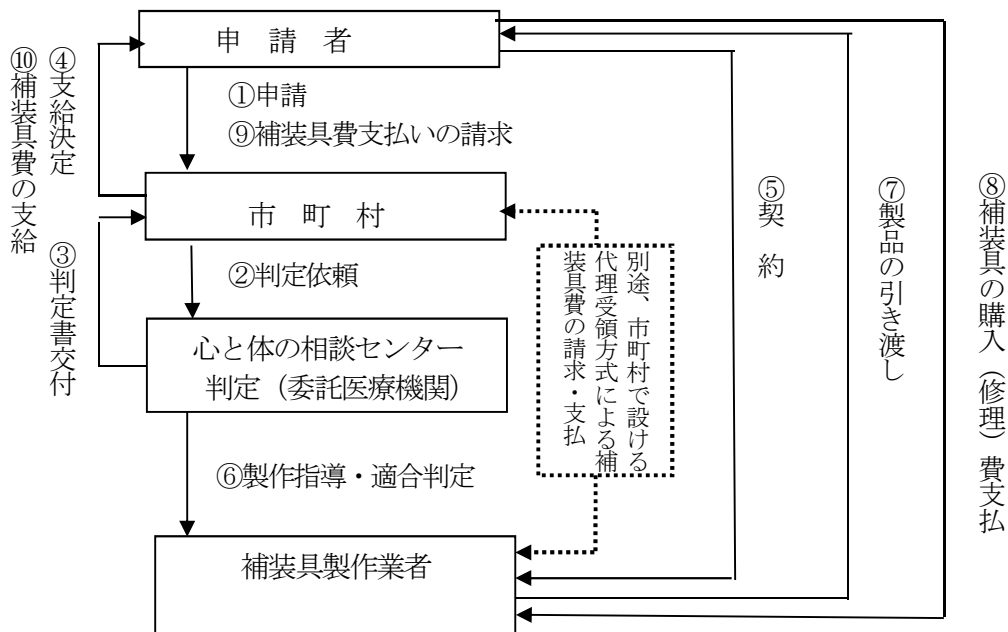 申 請 者
①申請
⑨補装具費支払いの請求
④支給決定
⑩補装具費の支給
市 町 村
②判定依頼
③判定書交付
心と体の相談センター
判定（委託医療機関）
⑥製作指導・適合判定
補装具製作業者
別途、市町村で設ける
代理受領方式による補
装具費の請求・支払
⑤契 約
⑦製品の引き渡し
⑧補装具の購入（修理）費支払